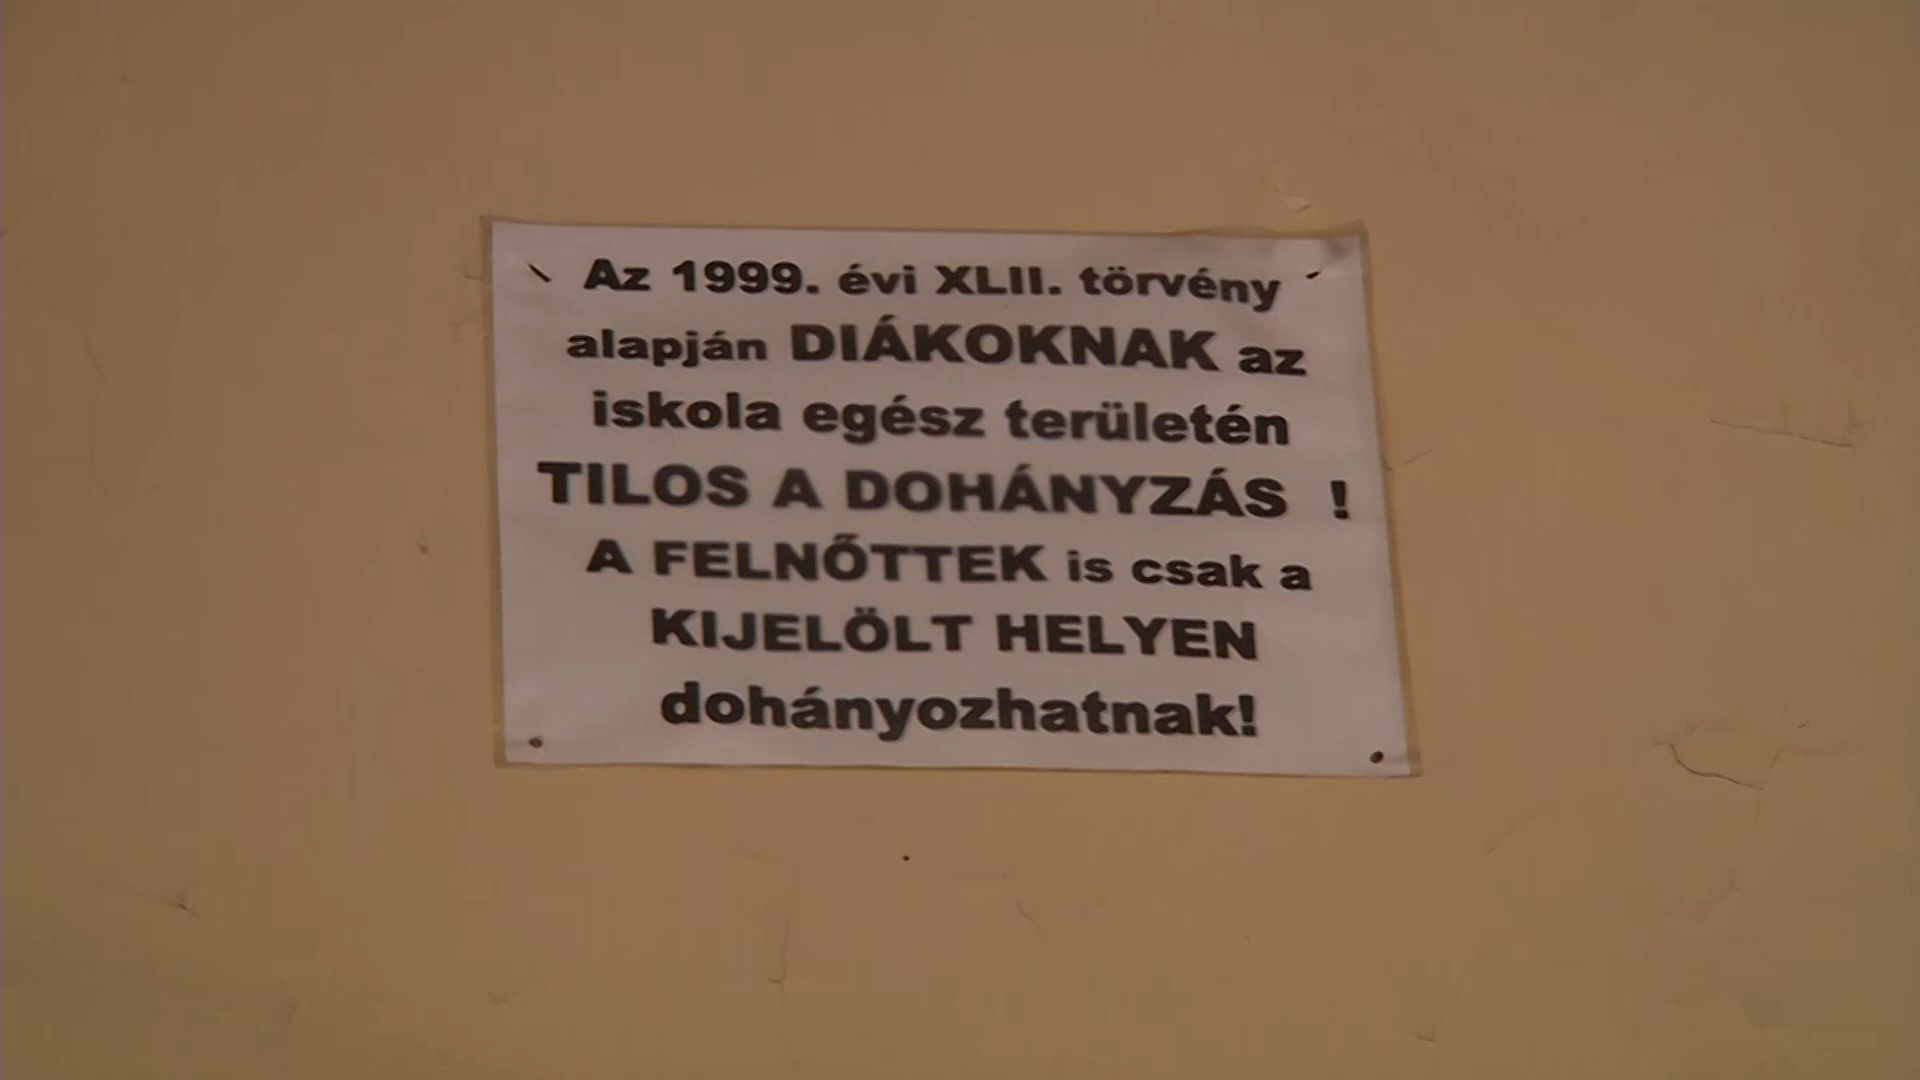 Az 1999. évi XLII. törvény
alapján DIÁKOKNAK az
iskola egész területén
TILOS A DOHÁNYZÁS !
A FELNŐTTEK is csak a
KIJELÖLT HELYEN
dohányozhatnak!